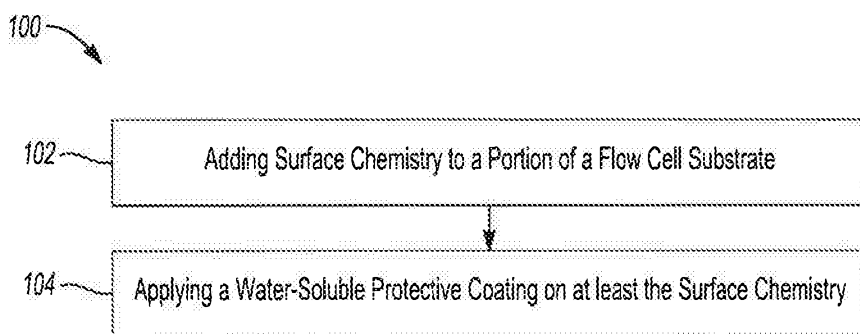 100
102
Adding Surface Chemistry to a Portion of a Flow Cell Substrate
104
Applying a Water-Soluble Protective Coating on at least the Surface Chemistry